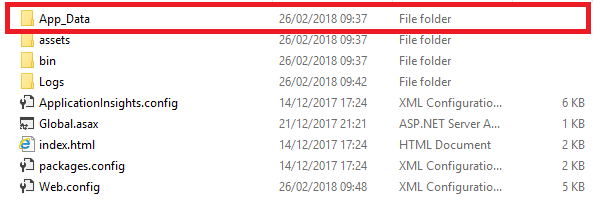 App_Data 26/02/2018 09:37 File folder
assets 26/02/2018 09:37 File folder
bin 26/02/2018 09:37 File folder
Logs 26/02/2018 09:42 File folder
ApplicationInsights.config 14/12/2017 17:24 XML Configuratio... 6 KB
Global.asax 21/12/2017 21:21 ASP.NET Server A... 1 KB
index.html 14/12/2017 17:24 HTML Document 2 KB
packages.config 14/12/2017 17:24 XML Configuratio... 2 KB
Web.config 26/02/2018 09:48 XML Configuratio... 5 KB